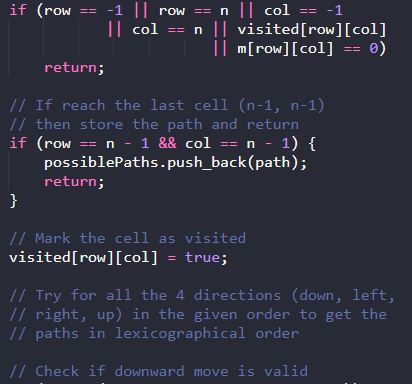 if (row == -1 || row == n || col == -1
|| col == n || visited[row][col]
|| m[row][col] == 0)
return;
// If reach the last cell (n-1, n-1)
// then store the path and return
if (row == n - 1 && col == n - 1) {
possiblePaths.push_back(path);
return;
}
// Mark the cell as visited
visited[row][col] = true;
// Try for all the 4 directions (down, left,
// right, up) in the given order to get the
// paths in lexicographical order
// Check if downward move is valid